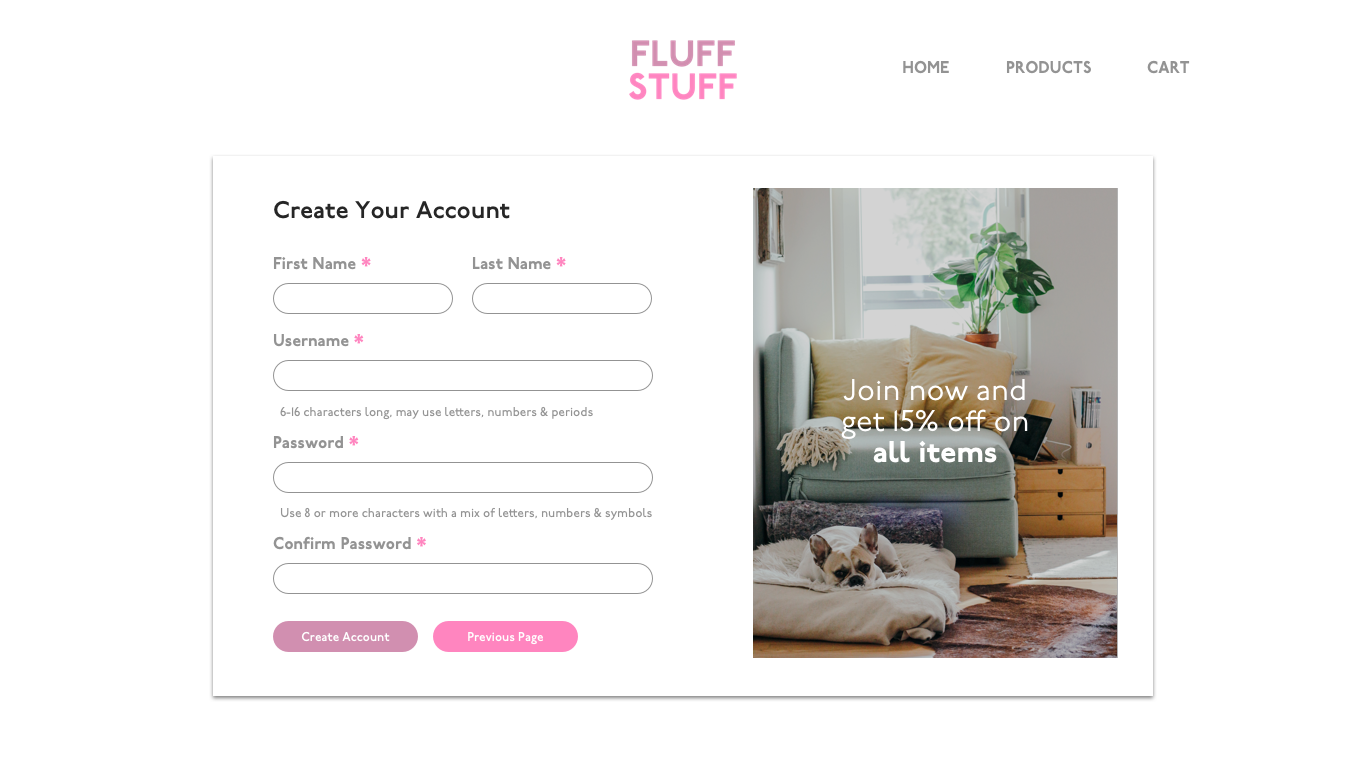 FLUFF
STUFF
HOME
PRODUCTS
CART
Create Your Account
First Name *
Last Name *
Username *
6-16 characters long, may use letters, numbers & periods
Password *
Use 8 or more characters with a mix of letters, numbers & symbols
Confirm Password *
Create Account
Previous Page
Join now and
get 15% off on
all items